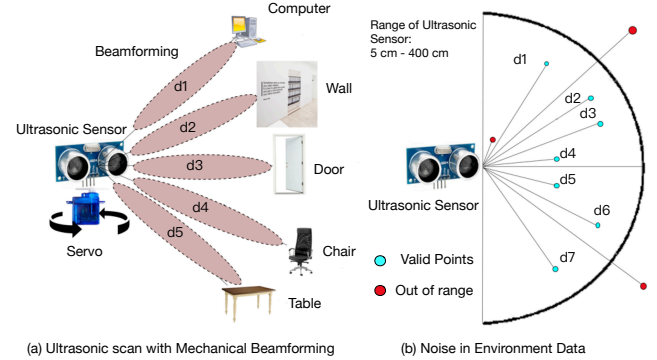 Computer
Beamforming
d1
Wall
Ultrasonic Sensor
d2
d3
Door
d4
d5
Servo
Chair
Table
(a) Ultrasonic scan with Mechanical Beamforming
Range of Ultrasonic
Sensor:
5 cm - 400 cm
d1
d2
d3
d4
d5
Ultrasonic Sensor
d6
d7
Valid Points
Out of range
(b) Noise in Environment Data